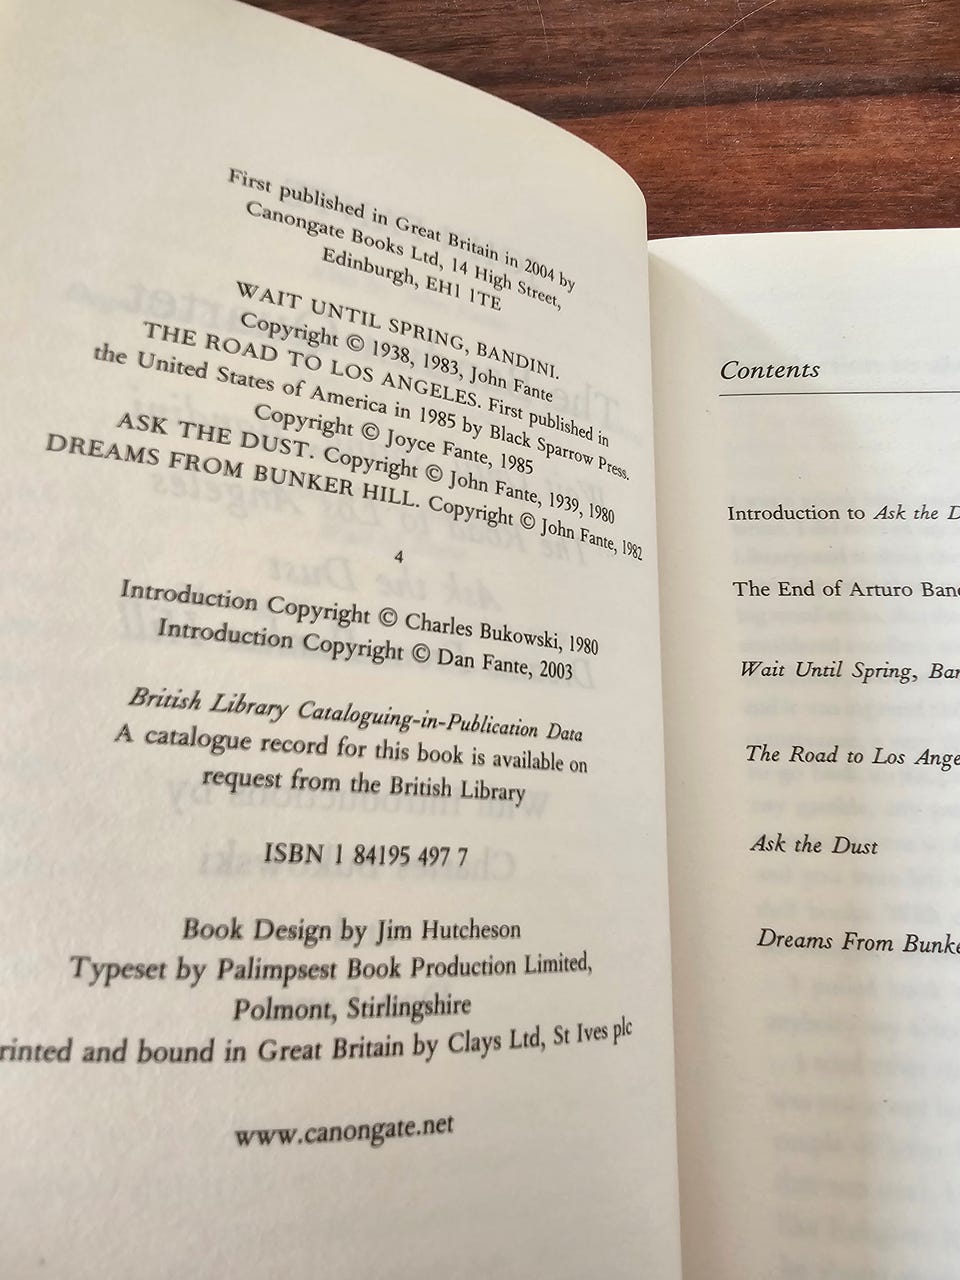 First published in Great Britain in 2004 by
Canongate Books Ltd, 14 High Street,
Edinburgh, EH1 1TE
WAIT UNTIL SPRING, BANDINI.
Copyright © 1938, 1983, John Fante
THE ROAD TO LOS ANGELES. First published in
the United States of America in 1985 by Black Sparrow Press.
Copyright © Joyce Fante, 1985
ASK THE DUST. Copyright © John Fante, 1939, 1980
DREAMS FROM BUNKER HILL. Copyright © John Fante, 1982
4
Introduction Copyright © Charles Bukowski, 1980
Introduction Copyright © Dan Fante, 2003
British Library Cataloguing-in-Publication Data
A catalogue record for this book is available on
request from the British Library
ISBN 1 84195 497 7
Book Design by Jim Hutcheson
Typeset by Palimpsest Book Production Limited,
Polmont, Stirlingshire
rinted and bound in Great Britain by Clays Ltd, St Ives plc
www.canongate.net
Contents
Introduction to Ask the D
The End of Arturo Ban
Wait Until Spring, Ban
The Road to Los Ange
Ask the Dust
Dreams From Bunke